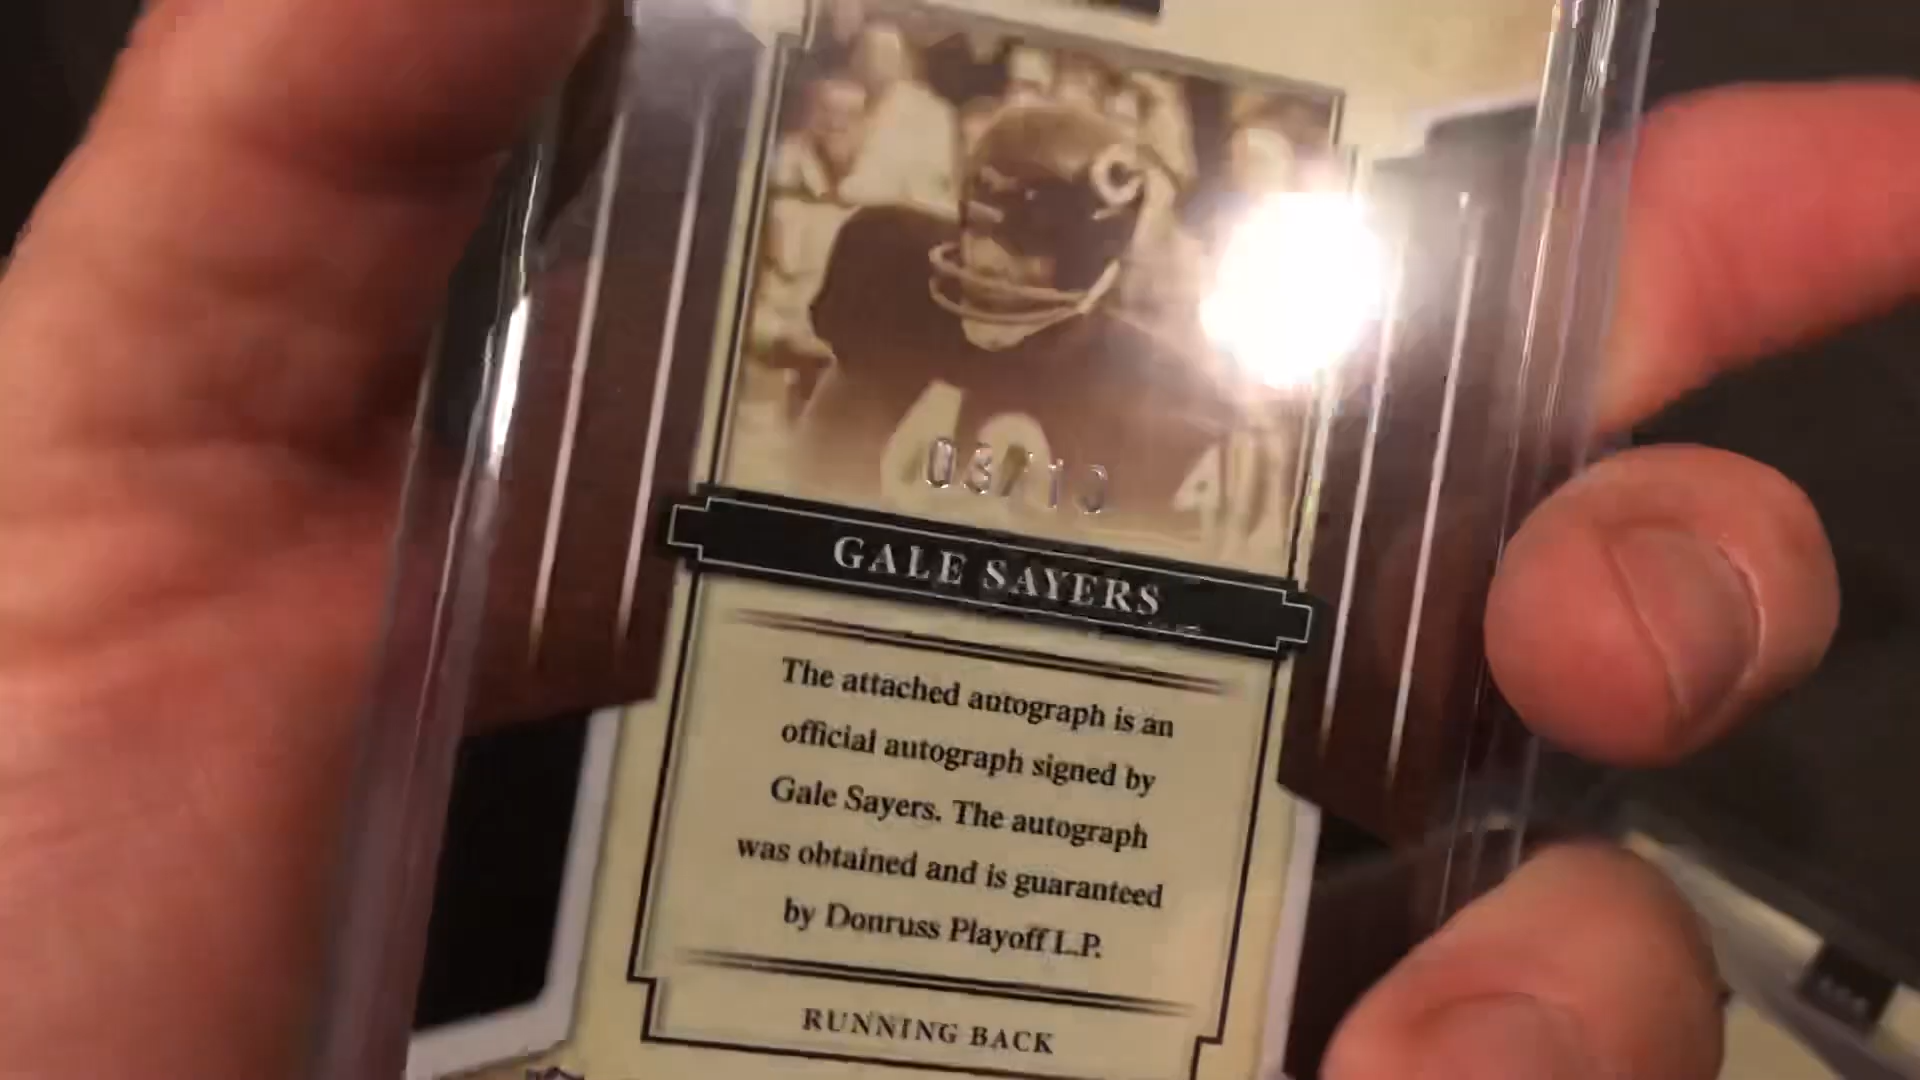 GALE SAYERS
The attached autograph is an
official autograph signed by
Gale Sayers. The autograph
was obtained and is guaranteed
by Donruss Playoff L.P.
RUNNING BACK